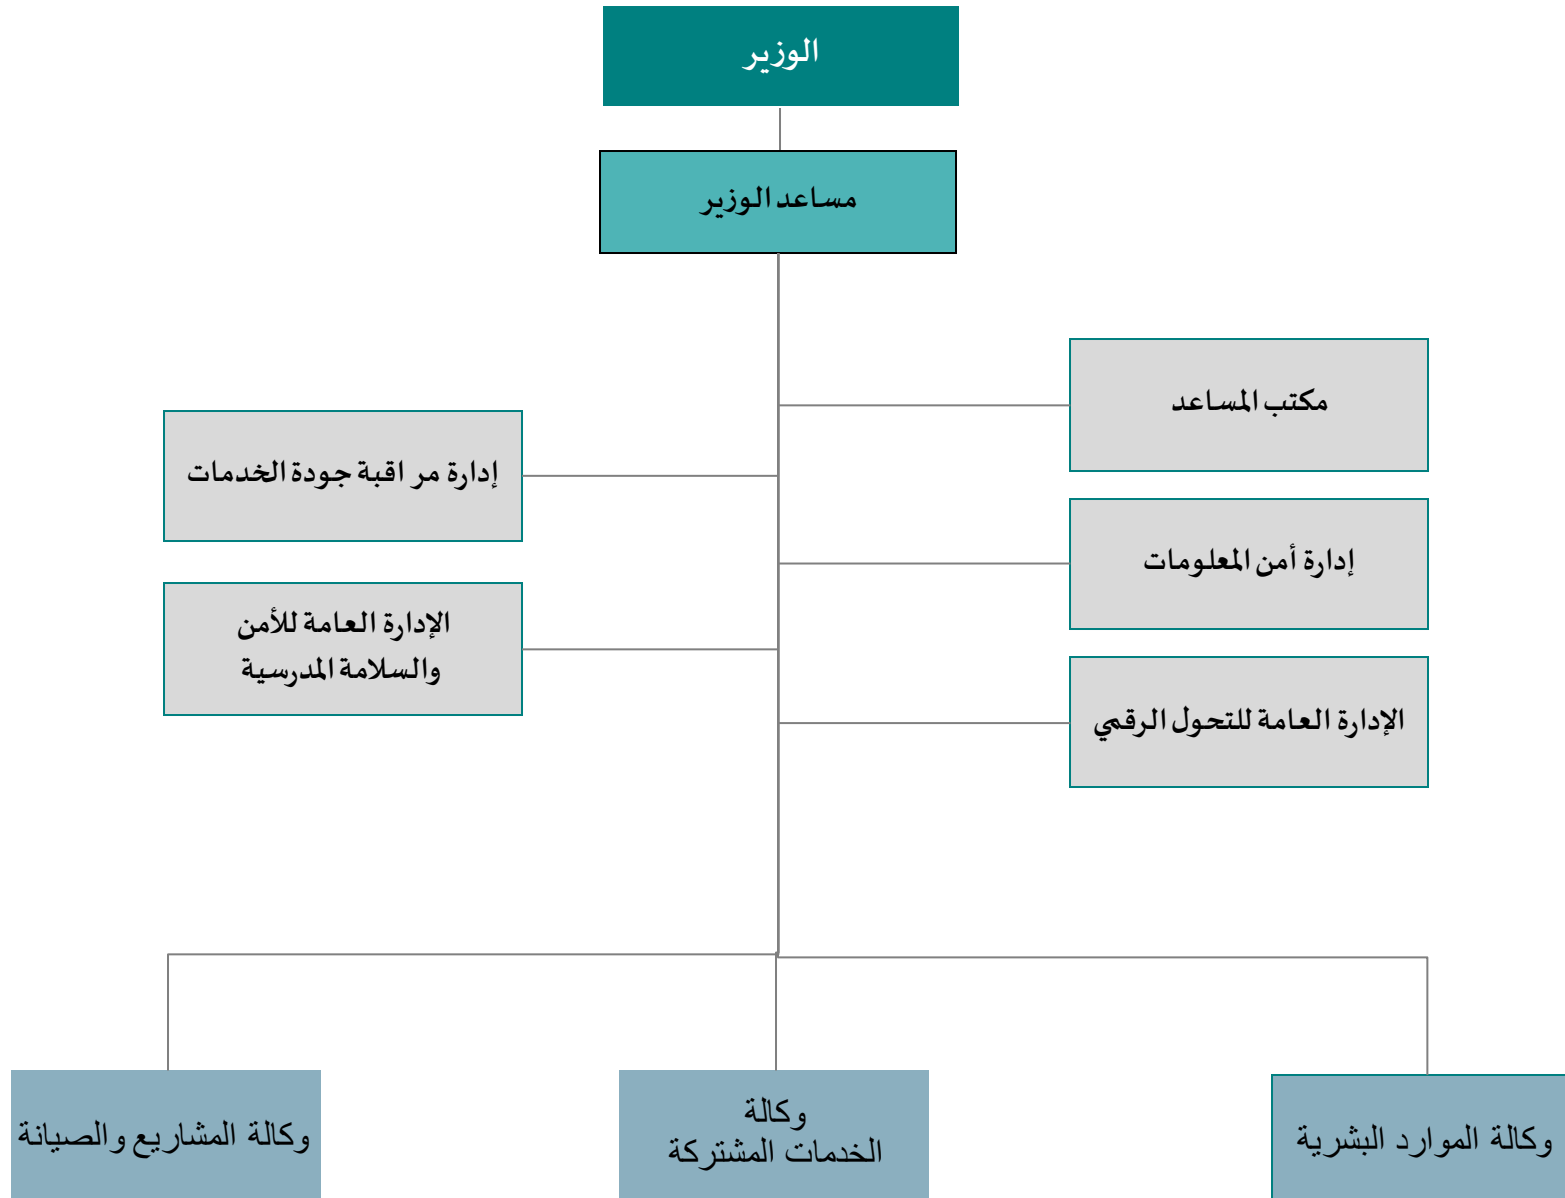 الوزير
مساعد الوزير
مكتب المساعد
إدارة مراقبة جودة الخدمات
إدارة أمن المعلومات
الإدارة العامة للأمن
والسلامة المدرسية
الإدارة العامة للتحول الرقمي
وكالة الموارد البشرية
وكالة
الخدمات المشتركة
وكالة المشاريع والصيانة